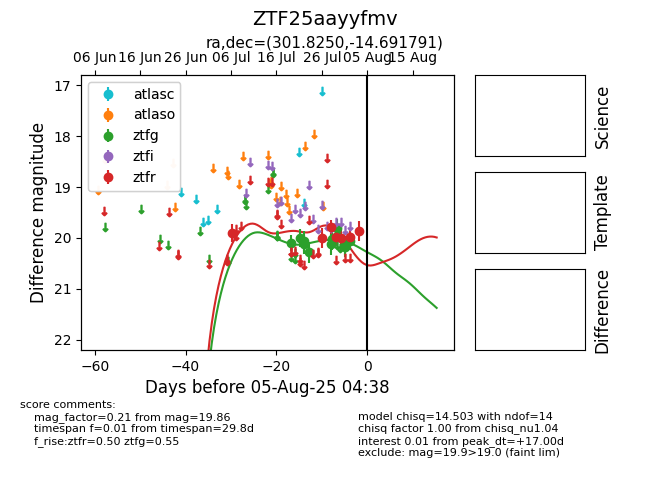 ZTF25aayyfmv
ra,dec=(301.8250,-14.691791)
06 Jun 16 Jun 26 Jun 06 Jul 16 Jul 26 Jul 05 Aug 15 Aug
17
18
19
20
21
22
Difference magnitude
atlasc
atlaso
ztfg
ztfi
ztfr
−60 −40 −20 0
Days before 05-Aug-25 04:38
Science
Template
Difference
score comments:
mag_factor=0.21 from mag=19.86
timespan f=0.01 from timespan=29.8d
f_rise:ztfr=0.50 ztfg=0.55
model chisq=14.503 with ndof=14
chisq factor 1.00 from chisq_nu1.04
interest 0.01 from peak_dt=+17.00d
exclude: mag=19.9>19.0 (faint lim)